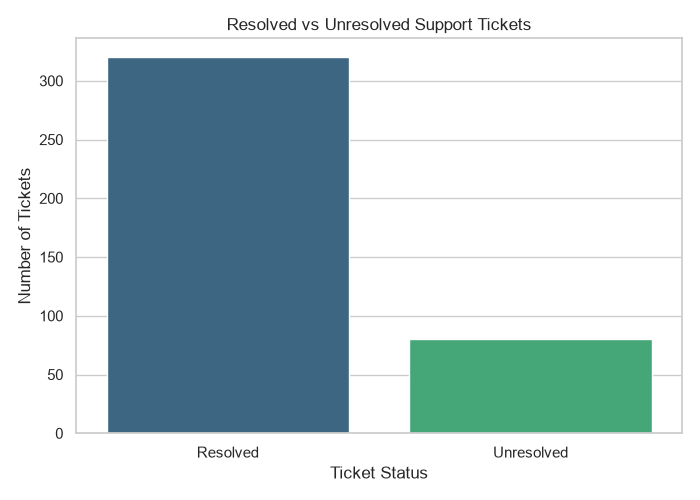 Resolved vs Unresolved Support Tickets
Number of Tickets
300
250
200
150
100
50
0
Resolved
Unresolved
Ticket Status